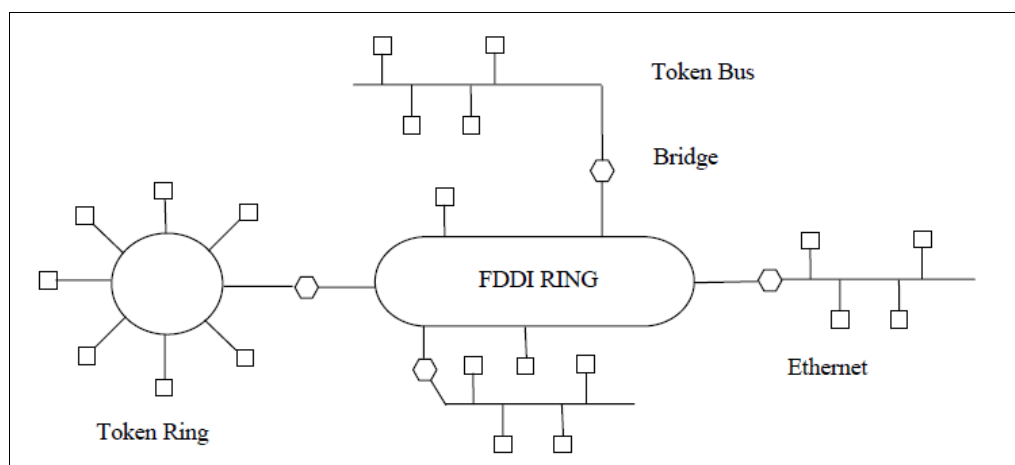 Token Bus
Bridge
FDDI RING
Ethernet
Token Ring